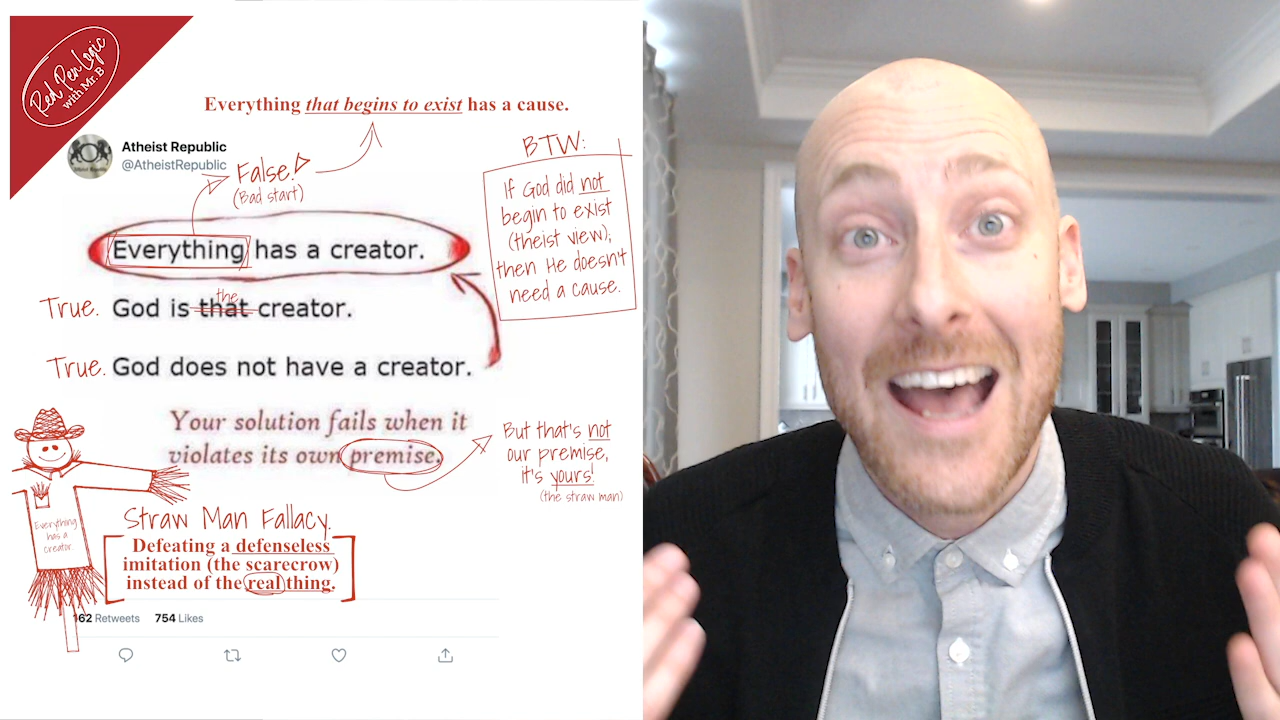 Red Pen Logic
with Mr. B
Everything that begins to exist has a cause.
Atheist Republic
@AtheistRepublic
False.
(Bad start)
BTW:
If God did not
begin to exist
(theist view),
then He doesn't
need a cause.
Everything has a creator.
the
True. God is that creator.
True. God does not have a creator.
Your solution fails when it
violates its own premise.
But that's not
our premise,
it's yours!
(the straw man)
Everything
has a
creator.
Straw Man Fallacy.
Defeating a defenseless
imitation (the scarecrow)
instead of the real thing.
162 Retweets 754 Likes